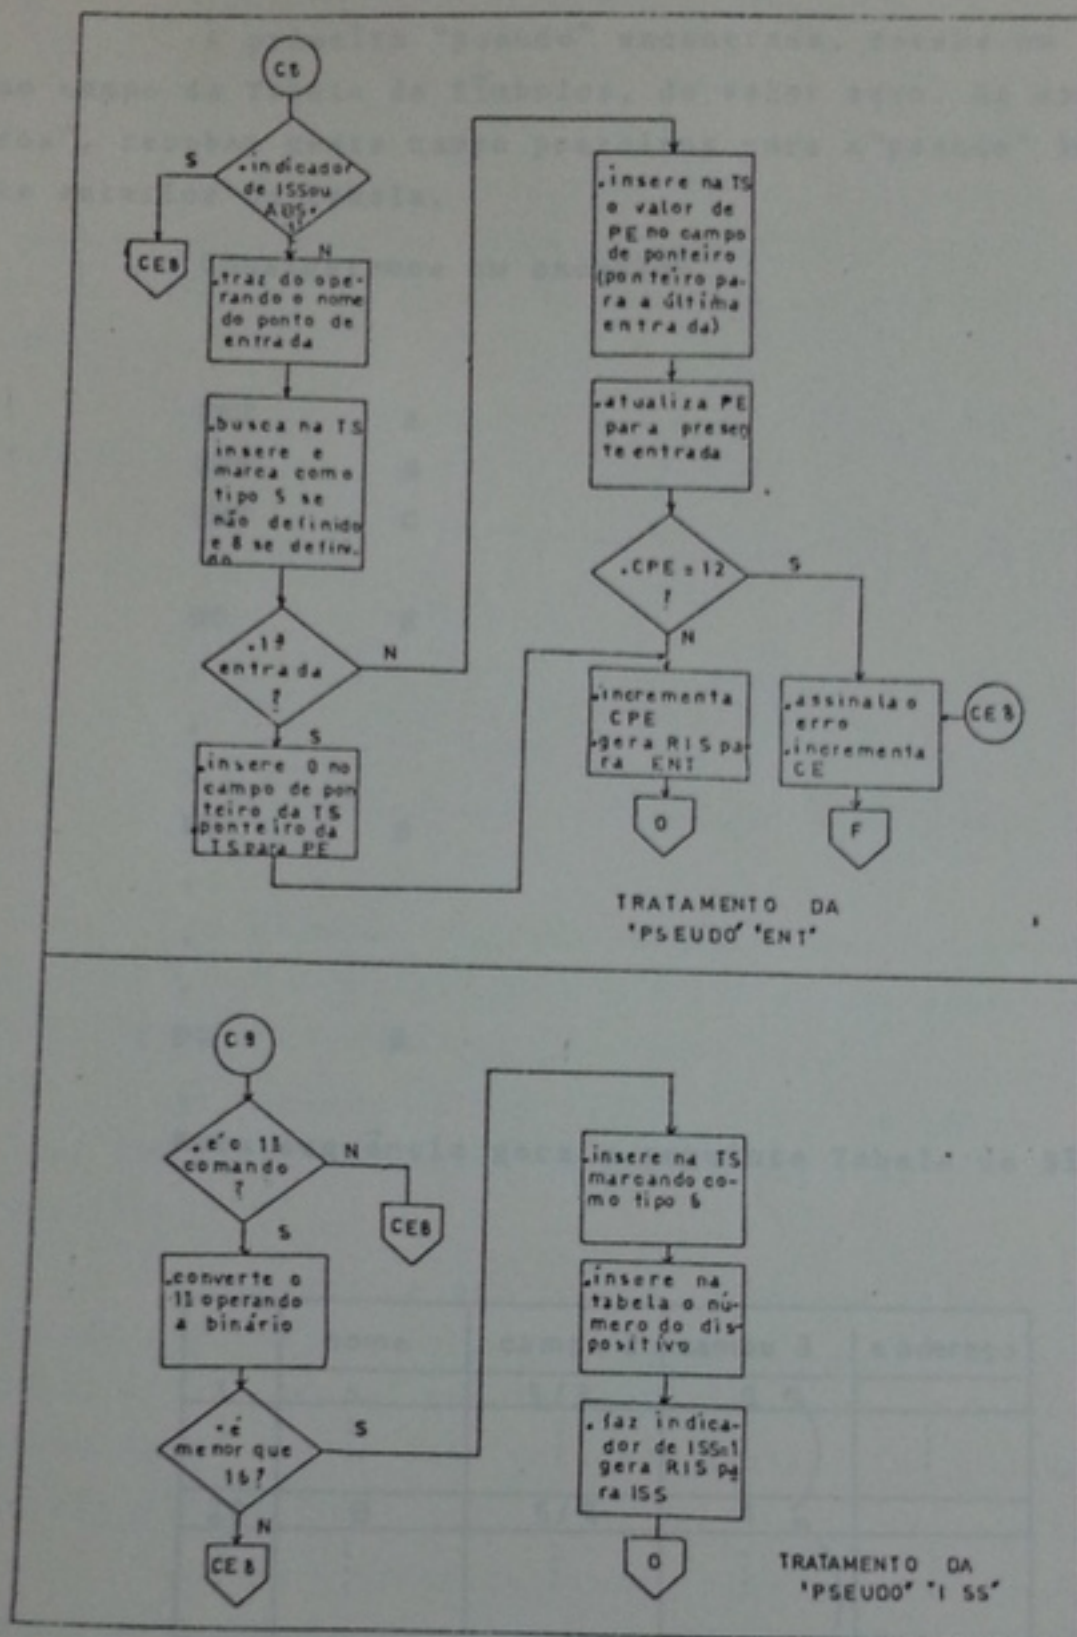 C8
.indicador
de ISSou
ABS=
S
N
CE8
.traz do ope-
rando o nome
do ponto de
entrada
.busca na TS
insere e
marca como
tipo 5 se
não definido
e 8 se defini-
do
.1ª
entrada
?
N
S
.insere 0 no
campo de pon
teiro da TS
.ponteiro da
TS para PE
.insere na TS
o valor de
PE no campo
de ponteiro
(ponteiro pa-
ra a última
entrada)
.atualiza PE
para presen
te entrada
.CPE = 12
?
S
N
.incrementa
CPE
.gera RIS pa-
ra ENT
O
.assinala o
erro
.incrementa
CE
CE8
F
TRATAMENTO DA
"PSEUDO" "ENT"
C9
.e' o 1º
comando
?
N
CE8
S
.converte o
1º operando
a binário
.é
menor que
16?
S
N
CE8
.insere na TS
marcando co-
mo tipo 6
.insere na
tabela o nú-
mero do dis-
positivo
.faz indica-
dor de ISS=1
gera RIS pa
ra ISS
O
TRATAMENTO DA
"PSEUDO" "ISS"